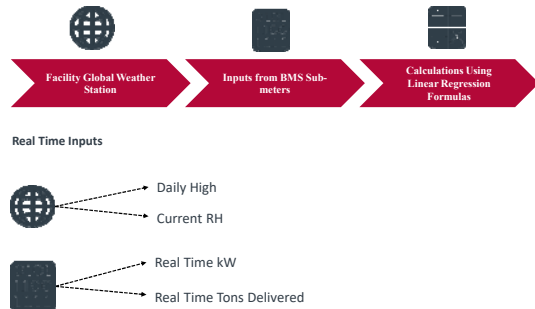 Facility Global Weather
Station
Inputs from BMS Sub-
meters
Calculations Using
Linear Regression
Formulas
Real Time Inputs
Daily High
Current RH
Real Time kW
Real Time Tons Delivered